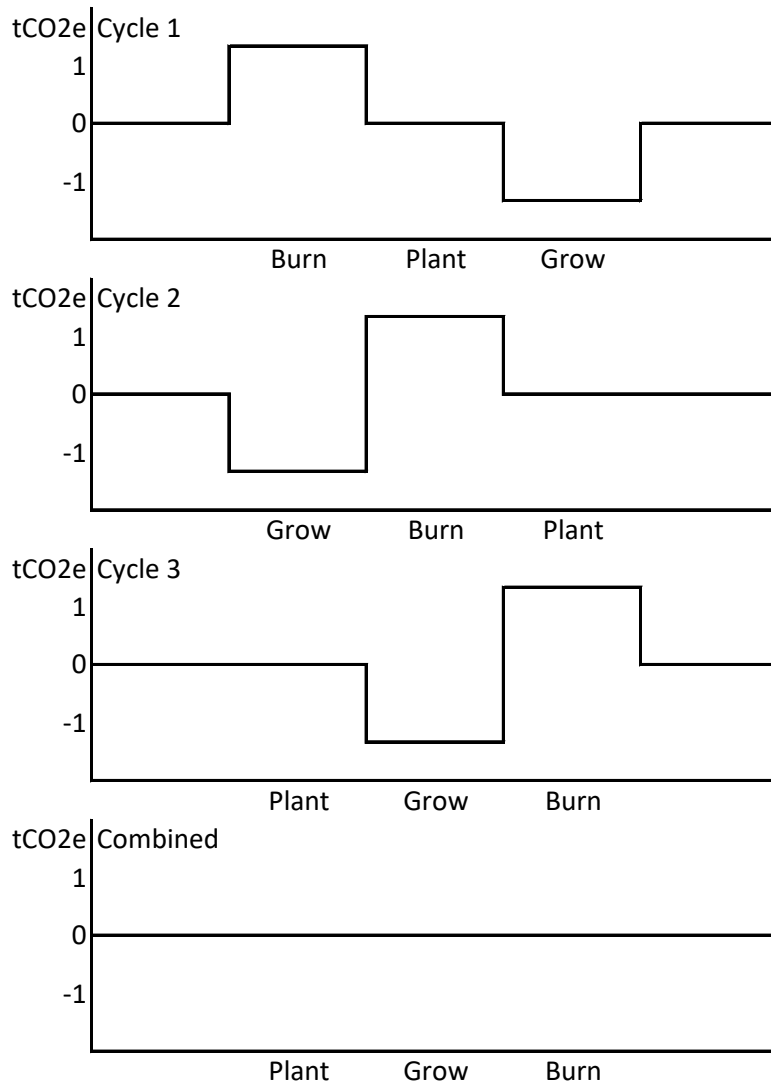 tCO2e Cycle 1
1
0
-1
Burn Plant Grow
tCO2e Cycle 2
1
0
-1
Grow Burn Plant
tCO2e Cycle 3
1
0
-1
Plant Grow Burn
tCO2e Combined
1
0
-1
Plant Grow Burn